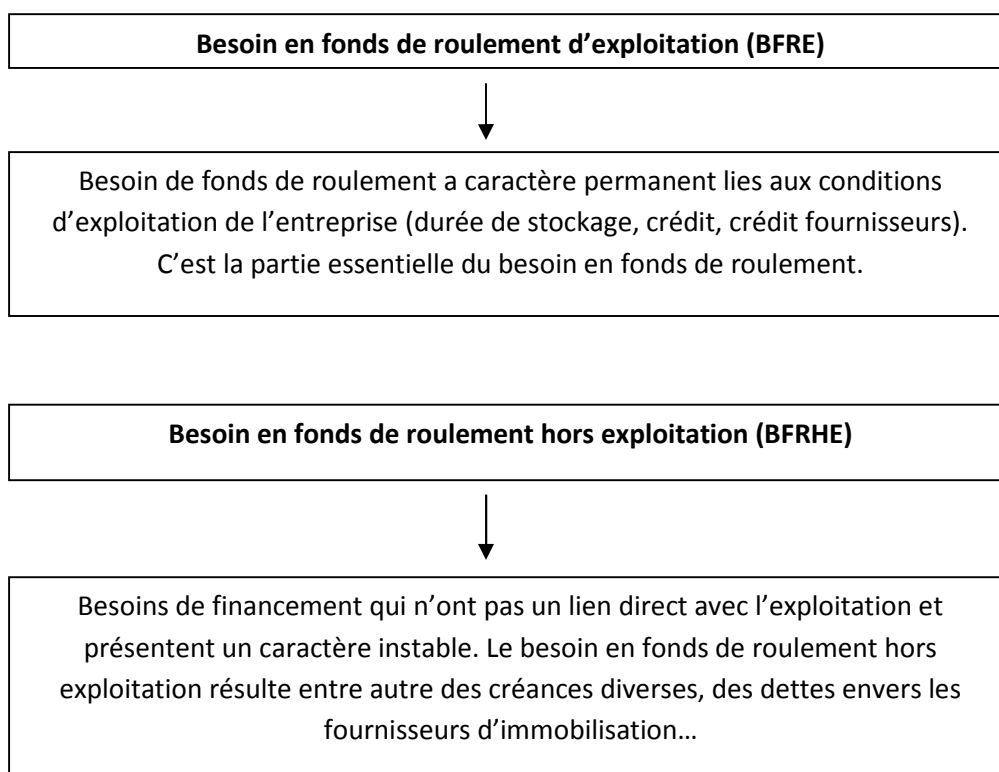 Besoin en fonds de roulement d’exploitation (BFRE)
Besoin de fonds de roulement a caractère permanent lies aux conditions
d’exploitation de l’entreprise (durée de stockage, crédit, crédit fournisseurs).
C’est la partie essentielle du besoin en fonds de roulement.
Besoin en fonds de roulement hors exploitation (BFRHE)
Besoins de financement qui n’ont pas un lien direct avec l’exploitation et
présentent un caractère instable. Le besoin en fonds de roulement hors
exploitation résulte entre autre des créances diverses, des dettes envers les
fournisseurs d’immobilisation…